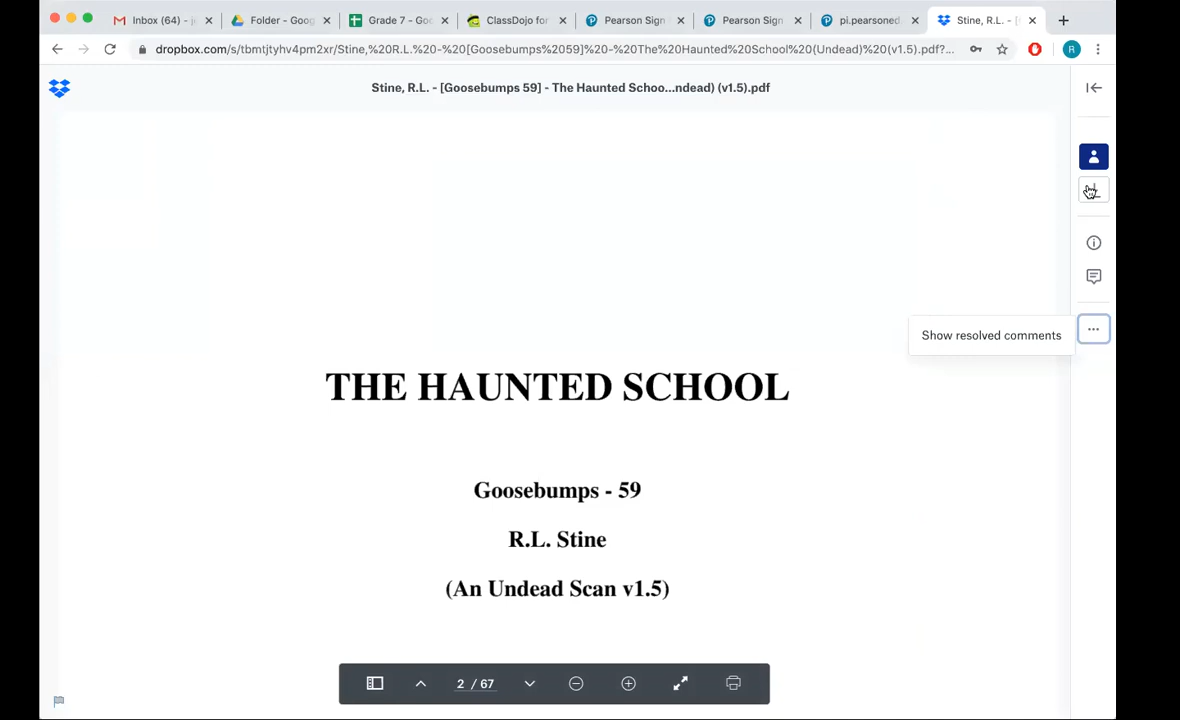 Inbox (64) - j
Folder - Goog
Grade 7 - Goo
ClassDojo for
Pearson Sign
Pearson Sign
pi.pearsoned.
Stine, R.L. - [
dropbox.com/s/tbmtjtyhv4pm2xr/Stine,%20R.L.%20-%20[Goosebumps%2059]%20-%20The%20Haunted%20School%20(Undead)%20(v1.5).pdf?...
R
Stine, R.L. - [Goosebumps 59] - The Haunted Schoo...ndead) (v1.5).pdf
Show resolved comments
THE HAUNTED SCHOOL
Goosebumps - 59
R.L. Stine
(An Undead Scan v1.5)
2 / 67